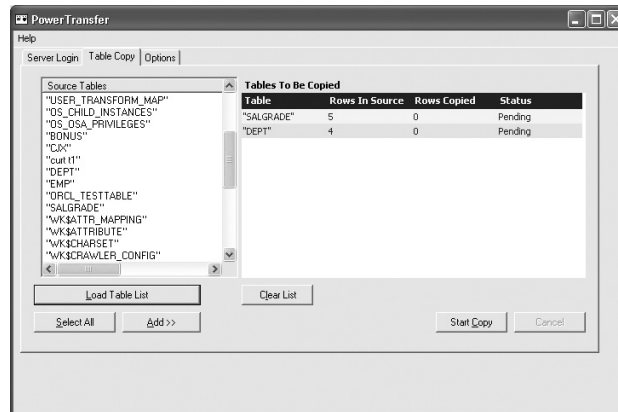 PowerTransfer
Help
Server Login Table Copy Options
Source Tables
"USER_TRANSFORM_MAP"
"OS_CHILD_INSTANCES"
"OS_OSA_PRIVILEGES"
"BONUS"
"CJX"
"curt t1"
"DEPT"
"EMP"
"ORCL_TESTTABLE"
"SALGRADE"
"WK$ATTR_MAPPING"
"WK$ATTRIBUTE"
"WK$CHARSET"
"WK$CRAWLER_CONFIG"
Load Table List
Select All Add >>
Tables To Be Copied
Table Rows In Source Rows Copied Status
"SALGRADE" 5 0 Pending
"DEPT" 4 0 Pending
Clear List
Start Copy Cancel